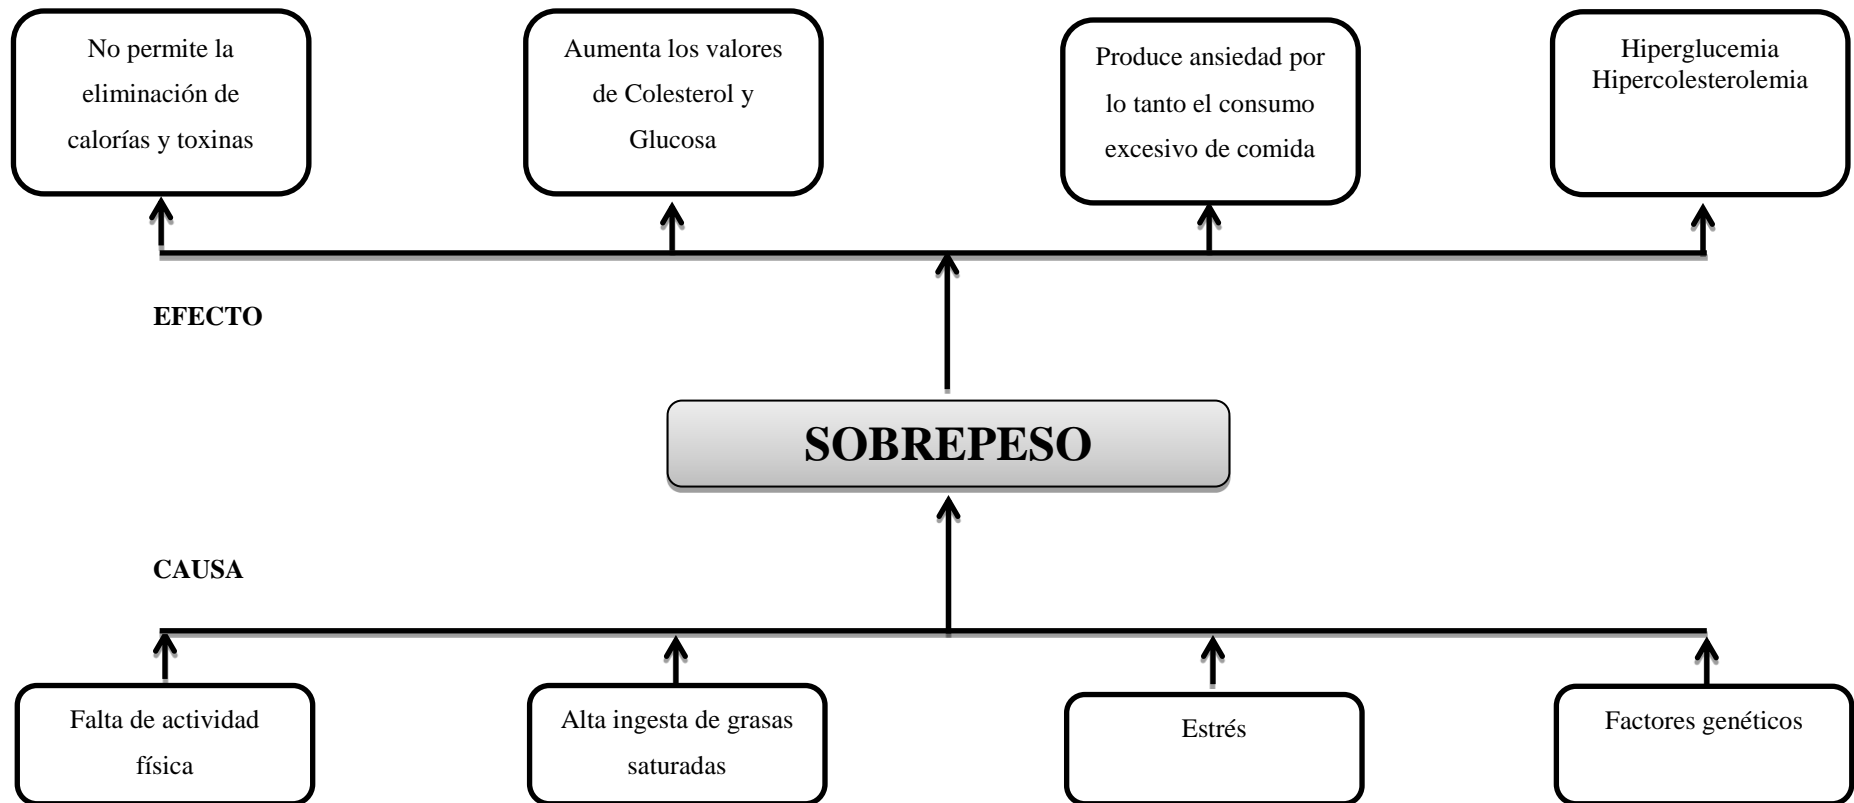 No permite la
eliminación de
calorías y toxinas
Aumenta los valores
de Colesterol y
Glucosa
Produce ansiedad por
lo tanto el consumo
excesivo de comida
Hiperglucemia
Hipercolesterolemia
EFECTO
SOBREPESO
CAUSA
Falta de actividad
física
Alta ingesta de grasas
saturadas
Estrés
Factores genéticos